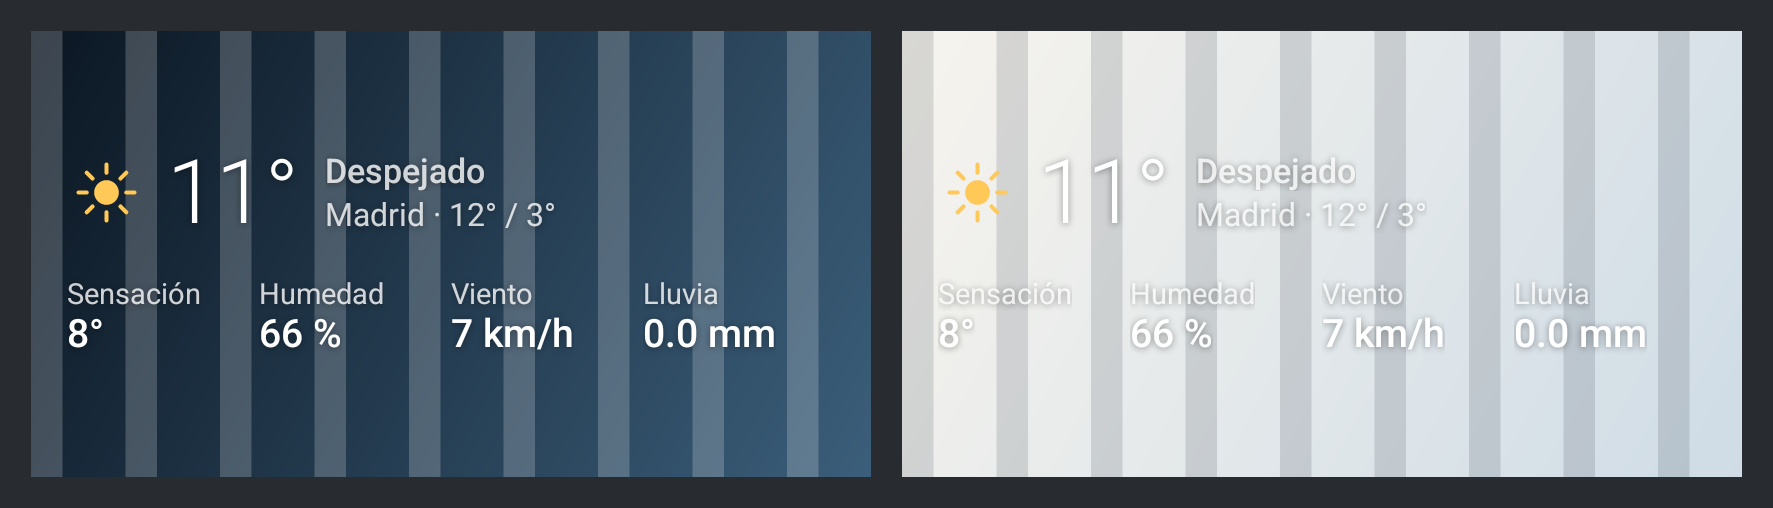 11°
Despejado
Madrid · 12° / 3°
Sensación Humedad Viento Lluvia
8° 66 % 7 km/h 0.0 mm
11°
Despejado
Madrid · 12° / 3°
Sensación Humedad Viento Lluvia
8° 66 % 7 km/h 0.0 mm